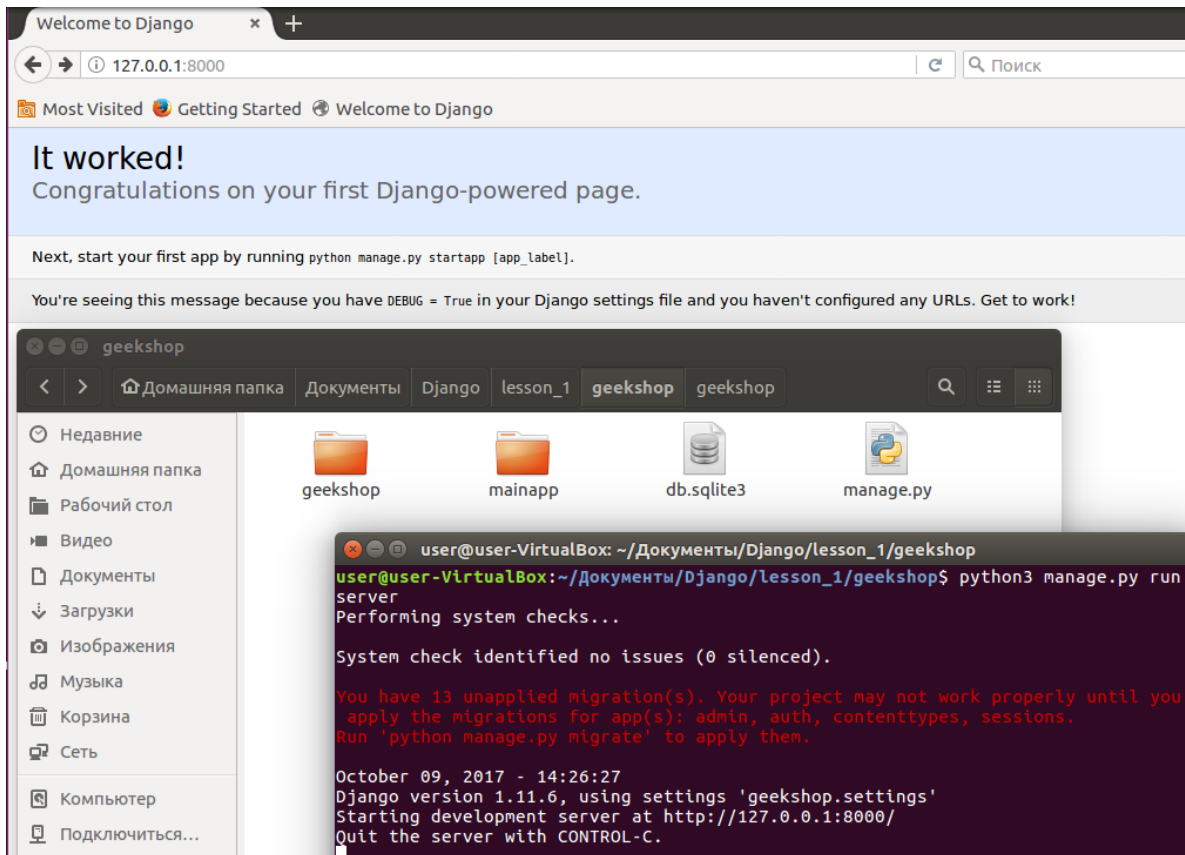 Welcome to Django
127.0.0.1:8000
Поиск
Most Visited Getting Started Welcome to Django
It worked!
Congratulations on your first Django-powered page.
Next, start your first app by running python manage.py startapp [app_label].
You're seeing this message because you have DEBUG = True in your Django settings file and you haven't configured any URLs. Get to work!
geekshop
Домашняя папка Документы Django lesson_1 geekshop geekshop
Недавние
Домашняя папка
Рабочий стол
Видео
Документы
Загрузки
Изображения
Музыка
Корзина
Сеть
Компьютер
Подключиться...
geekshop mainapp db.sqlite3 manage.py
user@user-VirtualBox: ~/Документы/Django/lesson_1/geekshop
user@user-VirtualBox:~/Документы/Django/lesson_1/geekshop$ python3 manage.py run
server
Performing system checks...
System check identified no issues (0 silenced).
You have 13 unapplied migration(s). Your project may not work properly until you
apply the migrations for app(s): admin, auth, contenttypes, sessions.
Run 'python manage.py migrate' to apply them.
October 09, 2017 - 14:26:27
Django version 1.11.6, using settings 'geekshop.settings'
Starting development server at http://127.0.0.1:8000/
Quit the server with CONTROL-C.